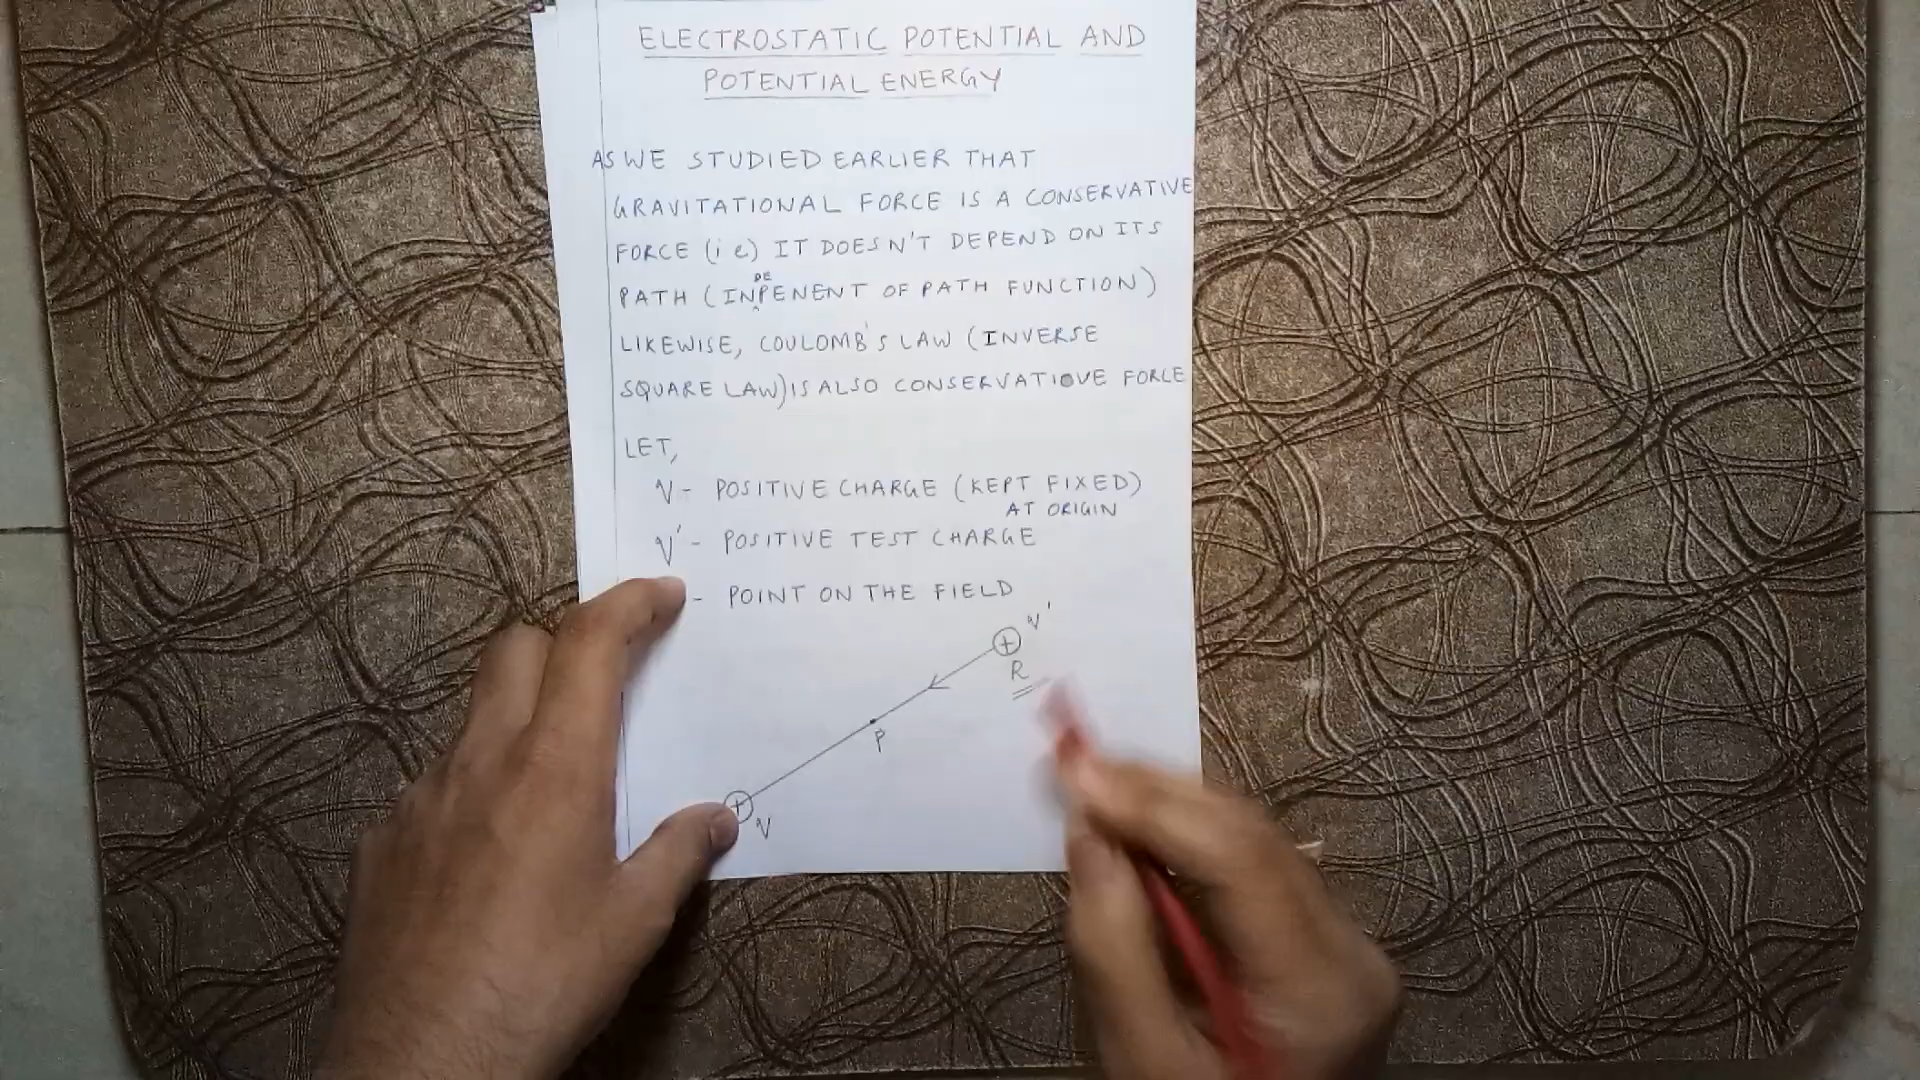 ELECTROSTATIC POTENTIAL AND
POTENTIAL ENERGY
AS WE STUDIED EARLIER THAT
GRAVITATIONAL FORCE IS A CONSERVATIVE
FORCE (i e) IT DOESN'T DEPEND ON ITS
DE
PATH (INPENENT OF PATH FUNCTION)
LIKEWISE, COULOMB'S LAW (INVERSE
SQUARE LAW) IS ALSO CONSERVATIVE FORCE
LET,
q - POSITIVE CHARGE (KEPT FIXED)
AT ORIGIN
q' - POSITIVE TEST CHARGE
- POINT ON THE FIELD
+ q'
R
P
+ q